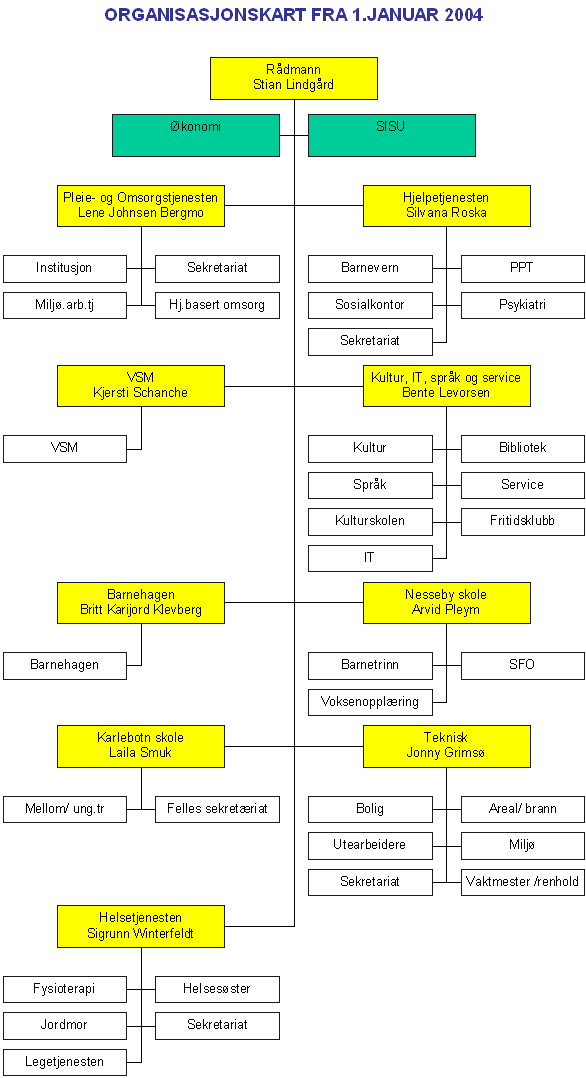 ORGANISASJONSKART FRA 1.JANUAR 2004
Rådmann
Stian Lindgård
Økonomi
SISU
Pleie- og Omsorgstjenesten
Lene Johnsen Bergmo
Hjelpetjenesten
Silvana Roska
Institusjon
Sekretariat
Barnevern
PPT
Miljø.arb.tj
Hj.basert omsorg
Sosialkontor
Psykiatri
Sekretariat
VSM
Kjersti Schanche
Kultur, IT, språk og service
Bente Levorsen
VSM
Kultur
Bibliotek
Språk
Service
Kulturskolen
Fritidsklubb
IT
Barnehagen
Britt Karijord Klevberg
Nesseby skole
Arvid Pleym
Barnehagen
Barnetrinn
SFO
Voksenopplæring
Karlebotn skole
Laila Smuk
Teknisk
Jonny Grimsø
Mellom/ ung.tr
Felles sekretæriat
Bolig
Areal/ brann
Utearbeidere
Miljø
Sekretariat
Vaktmester /renhold
Helsetjenesten
Sigrunn Winterfeldt
Fysioterapi
Helsesøster
Jordmor
Sekretariat
Legetjenesten